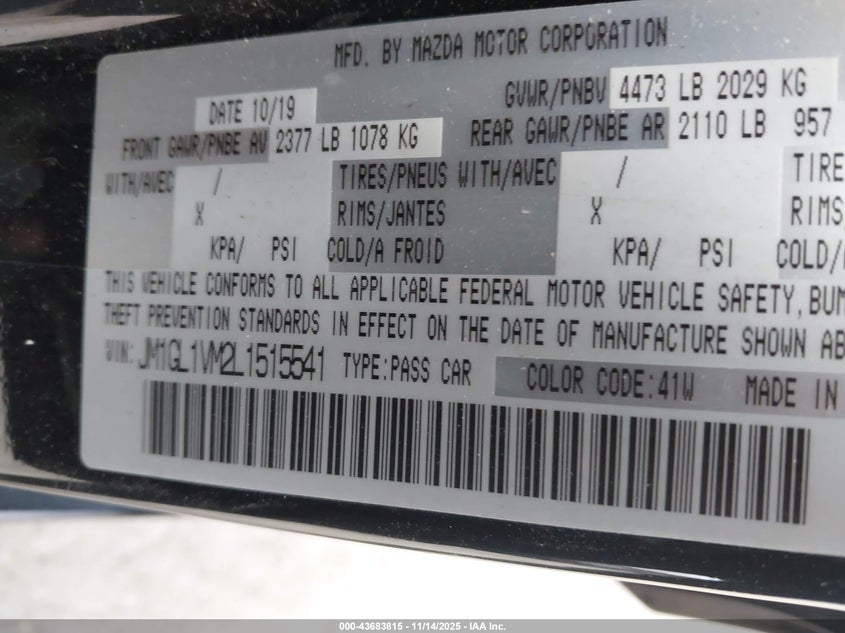 MFD. BY MAZDA MOTOR CORPORATION
DATE 10/19 GVWR/PNBV 4473 LB 2029 KG
FRONT GAWR/PNBE AV 2377 LB 1078 KG REAR GAWR/PNBE AR 2110 LB 957
WITH/AVEC / TIRES/PNEUS WITH/AVEC / TIRE
X RIMS/JANTES X RIMS
KPA/ PSI COLD/A FROID KPA/ PSI COLD/
THIS VEHICLE CONFORMS TO ALL APPLICABLE FEDERAL MOTOR VEHICLE SAFETY, BUM
THEFT PREVENTION STANDARDS IN EFFECT ON THE DATE OF MANUFACTURE SHOWN AB
VIN: JM1GL1VM2L1515541 TYPE:PASS CAR COLOR CODE:41W MADE IN
000-43683815 - 11/14/2025 - IAA Inc.